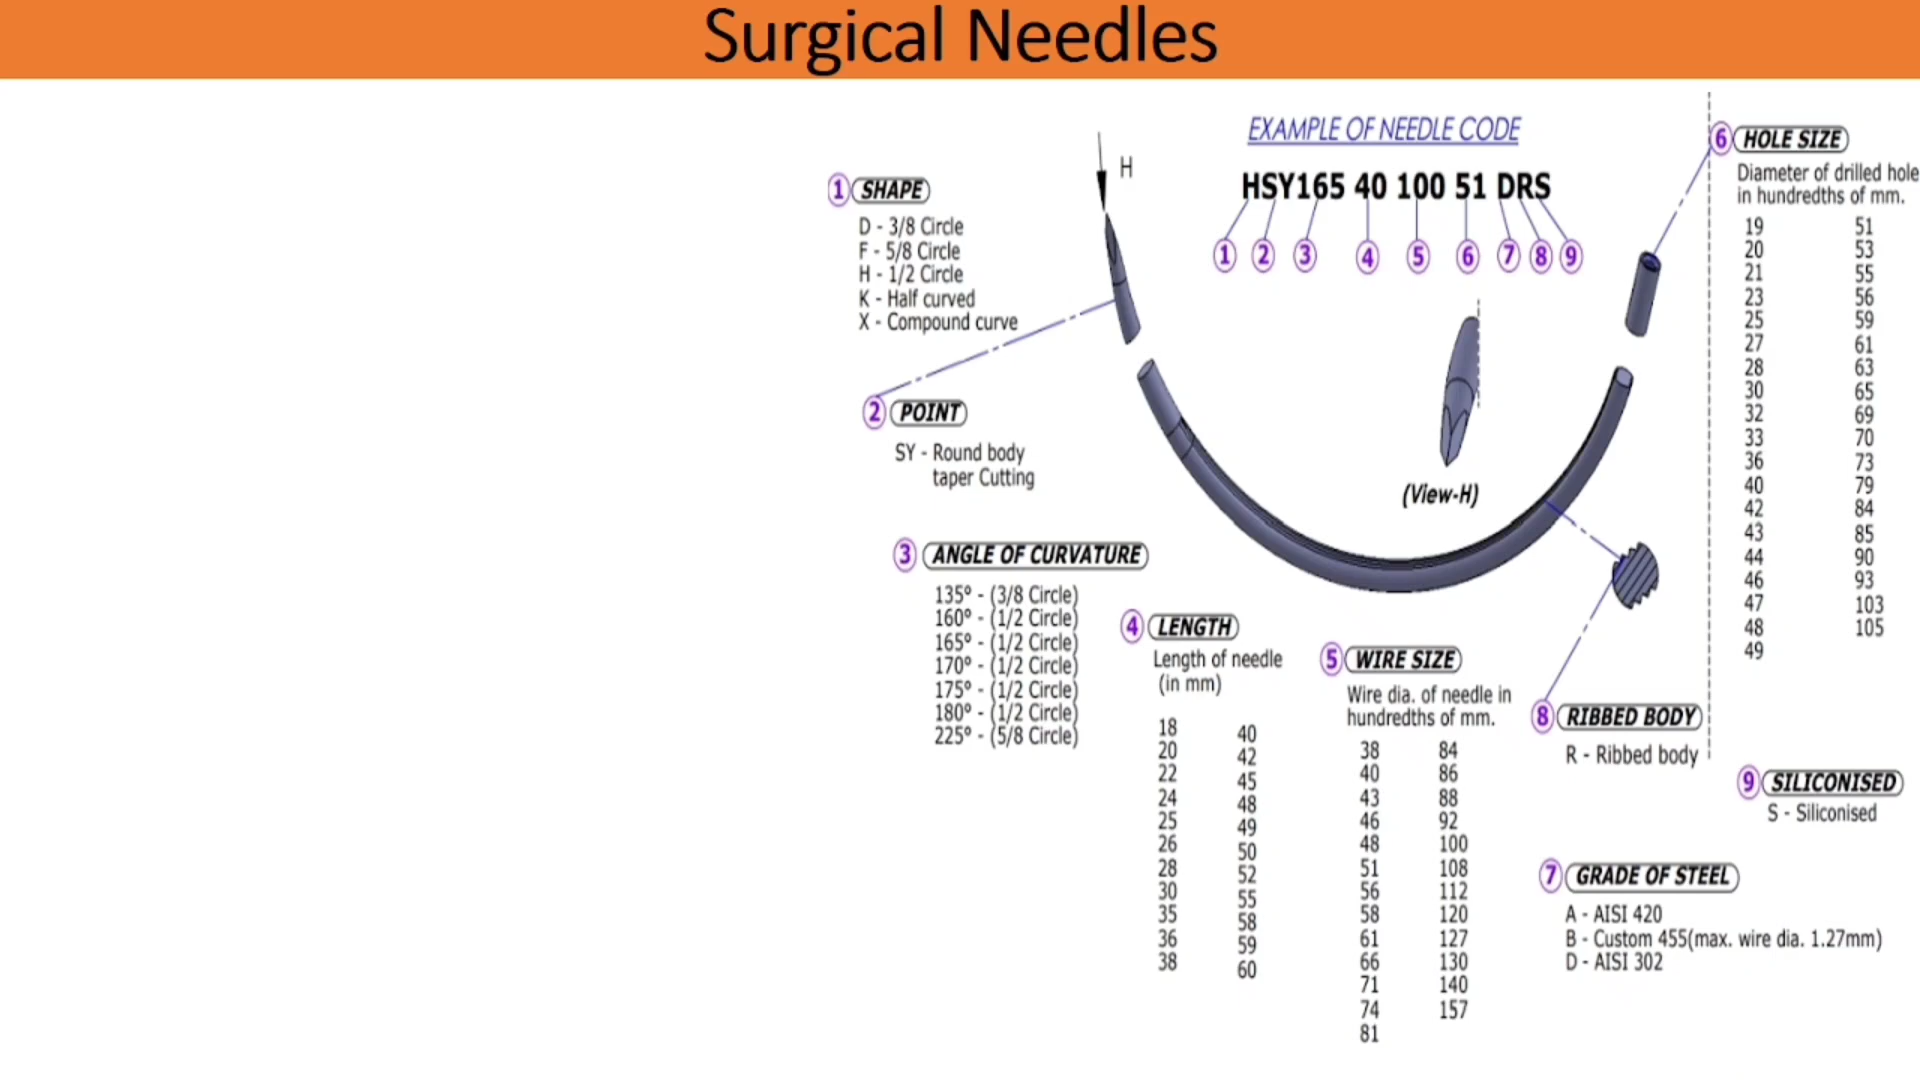 Surgical Needles
EXAMPLE OF NEEDLE CODE
HSY165 40 100 51 DRS
1 2 3 4 5 6 7 8 9
H
(View-H)
1 SHAPE
D - 3/8 Circle
F - 5/8 Circle
H - 1/2 Circle
K - Half curved
X - Compound curve
2 POINT
SY - Round body
taper Cutting
3 ANGLE OF CURVATURE
135º - (3/8 Circle)
160º - (1/2 Circle)
165º - (1/2 Circle)
170º - (1/2 Circle)
175º - (1/2 Circle)
180º - (1/2 Circle)
225º - (5/8 Circle)
4 LENGTH
Length of needle
(in mm)
18 40
20 42
22 45
24 48
25 49
26 50
28 52
30 55
35 58
36 59
38 60
5 WIRE SIZE
Wire dia. of needle in
hundredths of mm.
38 84
40 86
43 88
46 92
48 100
51 108
56 112
58 120
61 127
66 130
71 140
74 157
81
6 HOLE SIZE
Diameter of drilled hole
in hundredths of mm.
19 51
20 53
21 55
23 56
25 59
27 61
28 63
30 65
32 69
33 70
36 73
40 79
42 84
43 85
44 90
46 93
47 103
48 105
49
8 RIBBED BODY
R - Ribbed body
9 SILICONISED
S - Siliconised
7 GRADE OF STEEL
A - AISI 420
B - Custom 455(max. wire dia. 1.27mm)
D - AISI 302